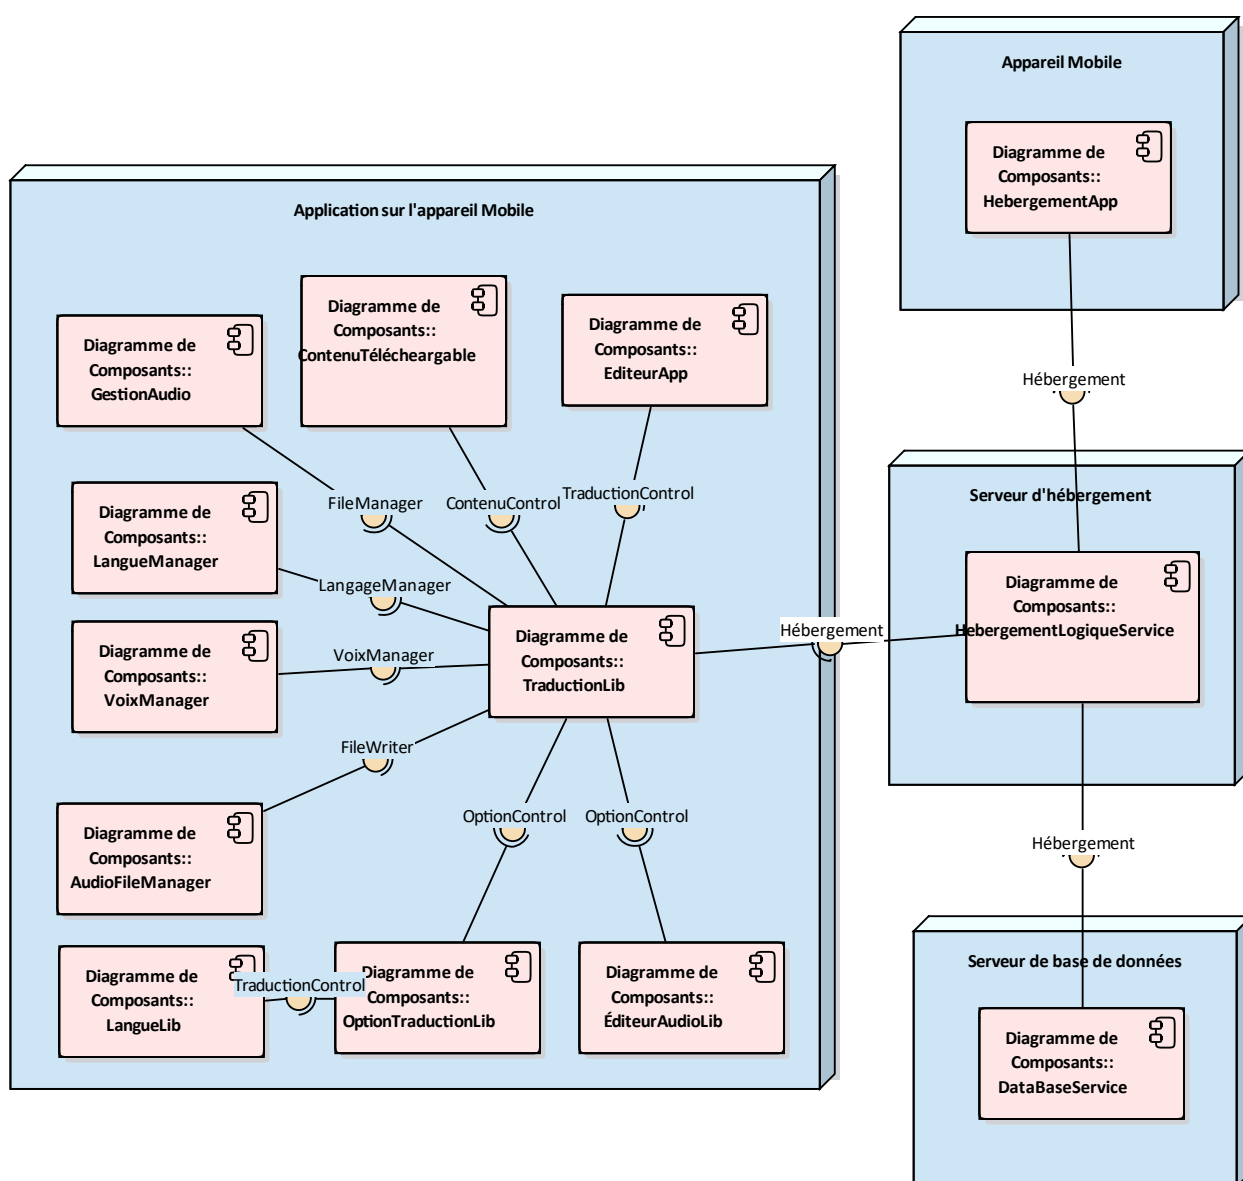 Appareil Mobile
Diagramme de
Composants::
HebergementApp
Hébergement
Application sur l'appareil Mobile
Diagramme de
Composants::
GestionAudio
Diagramme de
Composants::
ContenuTélécheargable
Diagramme de
Composants::
EditeurApp
FileManager
ContenuControl
TraductionControl
Diagramme de
Composants::
LangueManager
LangageManager
Diagramme de
Composants::
VoixManager
VoixManager
Diagramme de
Composants::
TraductionLib
Hébergement
Serveur d'hébergement
Diagramme de
Composants::
HebergementLogiqueService
FileWriter
Diagramme de
Composants::
AudioFileManager
OptionControl
OptionControl
Hébergement
Diagramme de
Composants::
LangueLib
TraductionControl
Diagramme de
Composants::
OptionTraductionLib
Diagramme de
Composants::
ÉditeurAudioLib
Serveur de base de données
Diagramme de
Composants::
DataBaseService